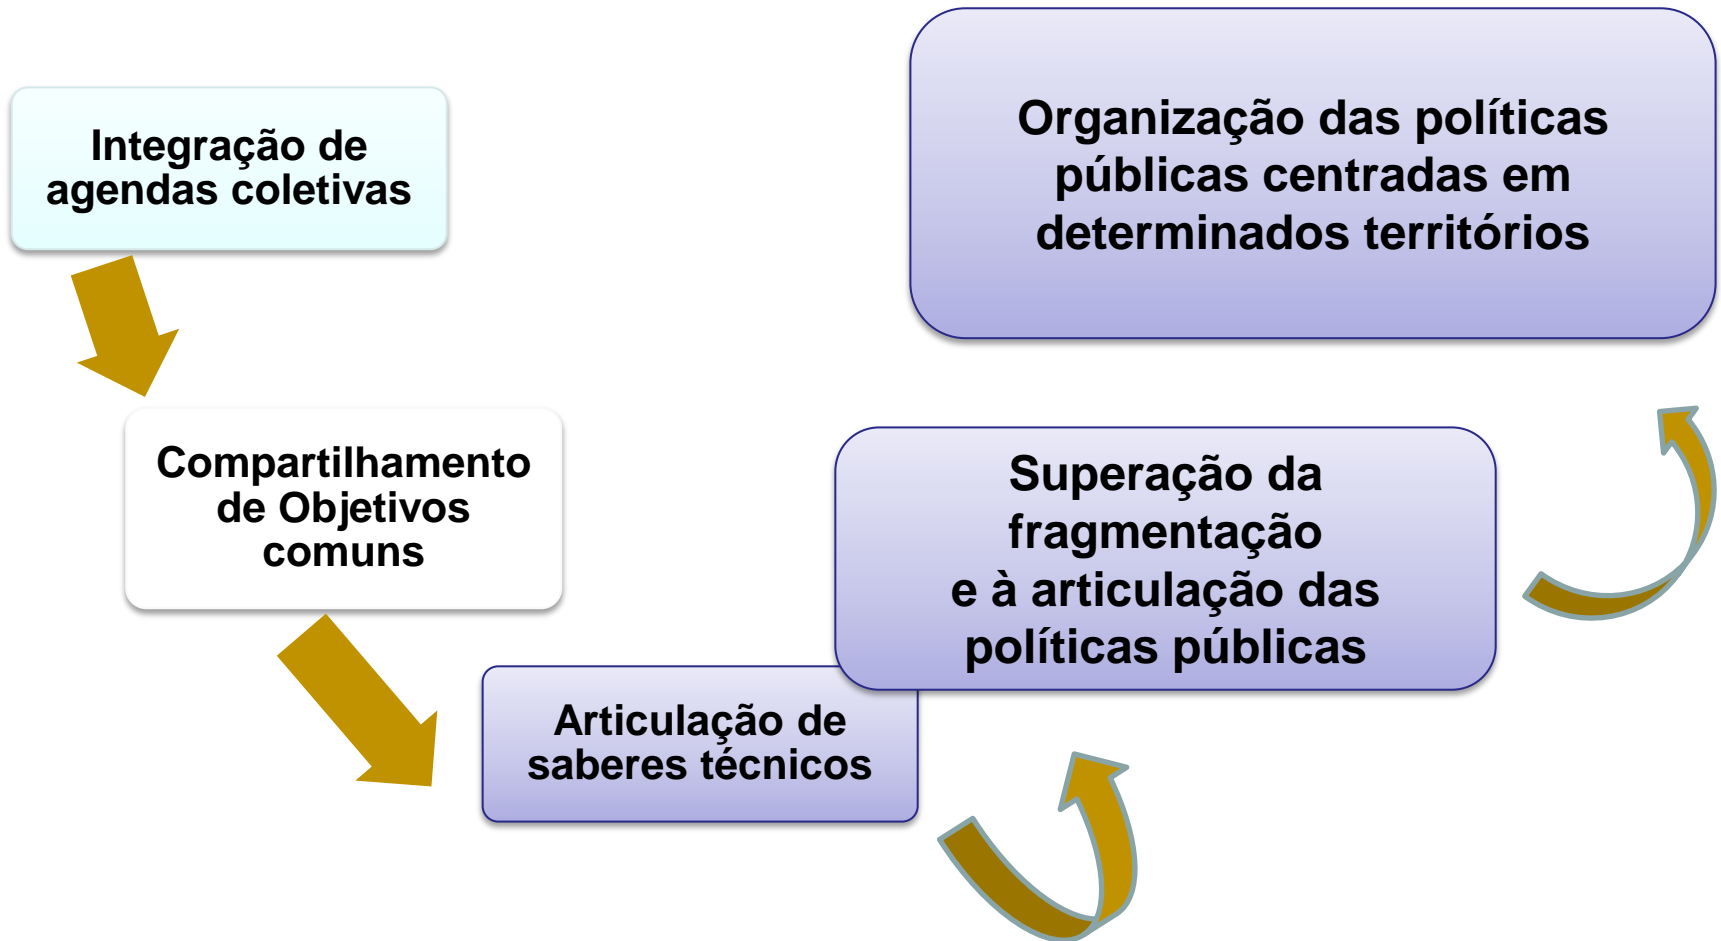 Integração de
agendas coletivas
Compartilhamento
de Objetivos
comuns
Articulação de
saberes técnicos
Superação da
fragmentação
e à articulação das
políticas públicas
Organização das políticas
públicas centradas em
determinados territórios